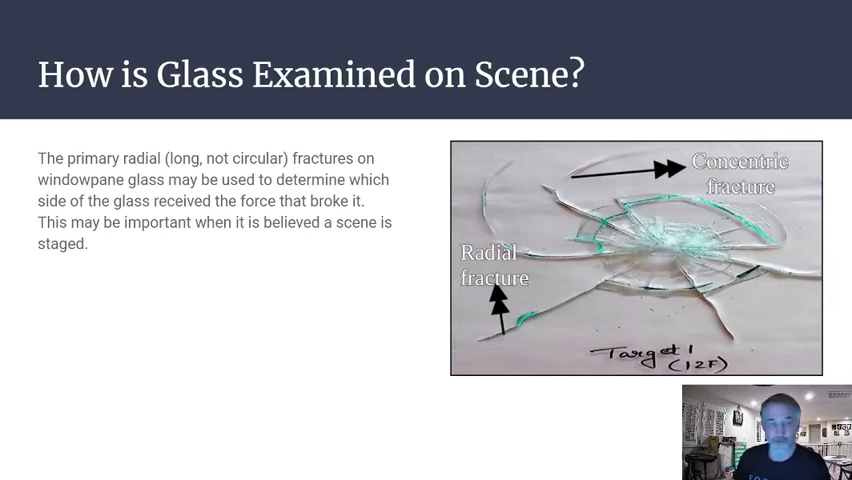 How is Glass Examined on Scene?
The primary radial (long, not circular) fractures on
windowpane glass may be used to determine which
side of the glass received the force that broke it.
This may be important when it is believed a scene is
staged.
Concentric
fracture
Radial
fracture
Target 1
(12F)